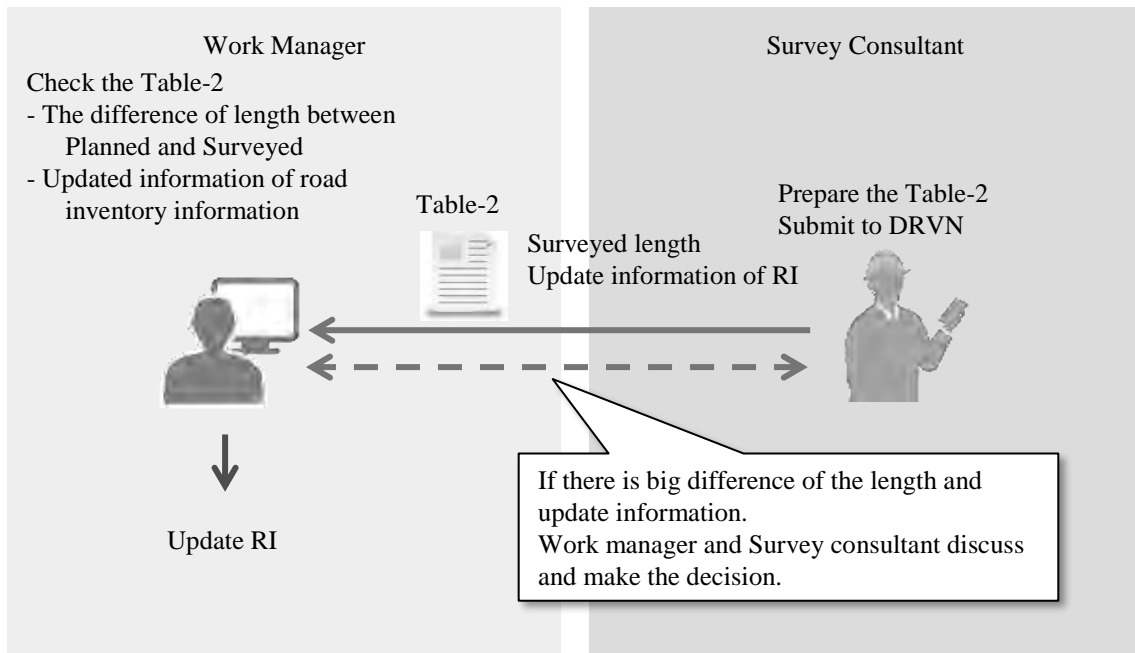 Work Manager
Check the Table-2
- The difference of length between
Planned and Surveyed
- Updated information of road
inventory information
Table-2
Surveyed length
Update information of RI
Update RI
Survey Consultant
Prepare the Table-2
Submit to DRVN
If there is big difference of the length and
update information.
Work manager and Survey consultant discuss
and make the decision.